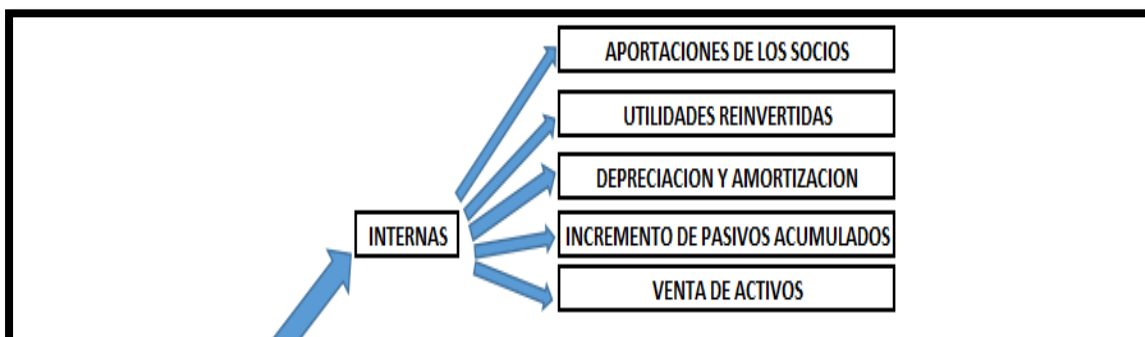 APORTACIONES DE LOS SOCIOS
UTILIDADES REINVERTIDAS
DEPRECIACION Y AMORTIZACION
INTERNAS
INCREMENTO DE PASIVOS ACUMULADOS
VENTA DE ACTIVOS